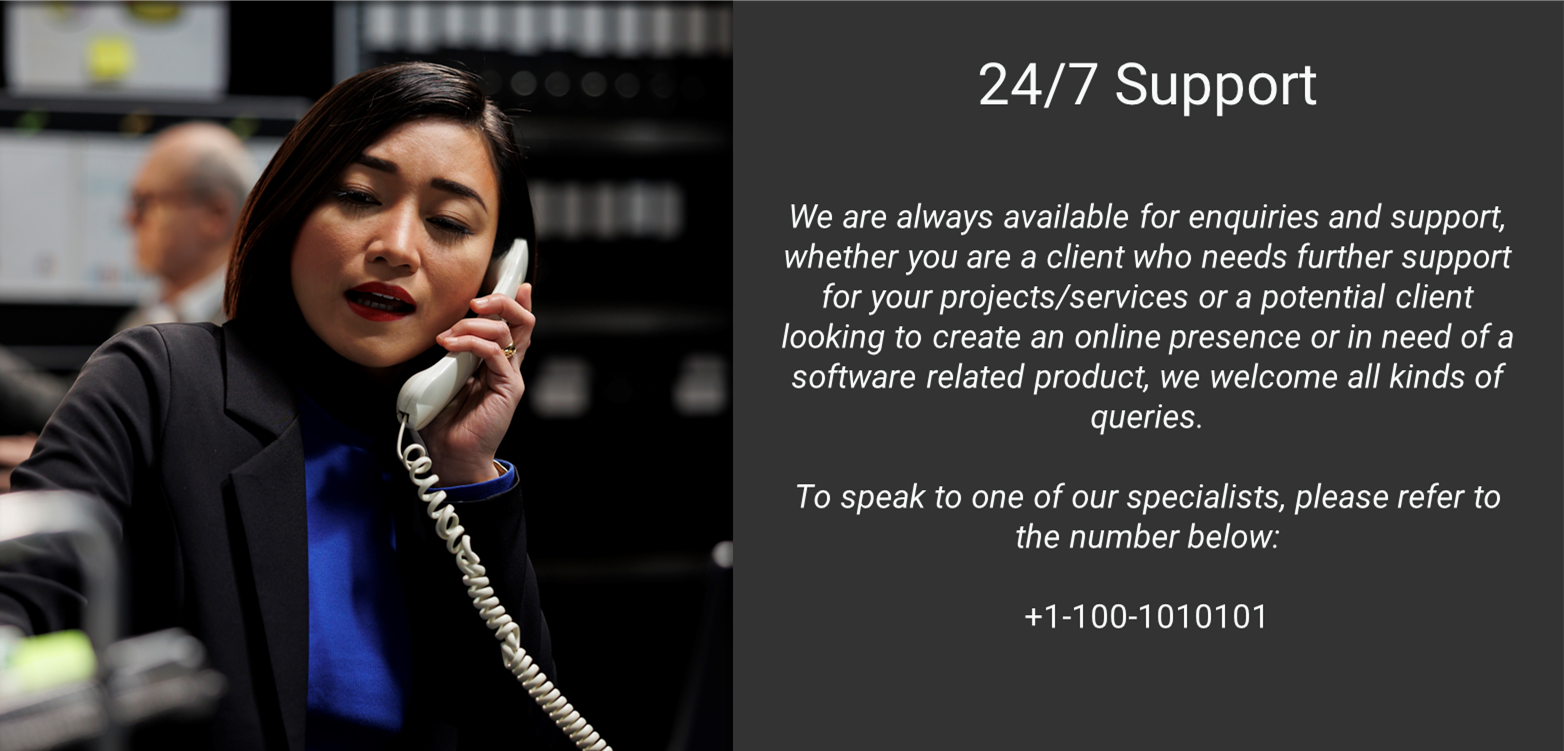 24/7 Support
We are always available for enquiries and support,
whether you are a client who needs further support
for your projects/services or a potential client
looking to create an online presence or in need of a
software related product, we welcome all kinds of
queries.
To speak to one of our specialists, please refer to
the number below:
+1-100-1010101